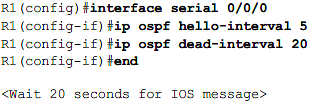 R1(config)#interface serial 0/0/0
R1(config-if)#ip ospf hello-interval 5
R1(config-if)#ip ospf dead-interval 20
R1(config-if)#end
<Wait 20 seconds for IOS message>